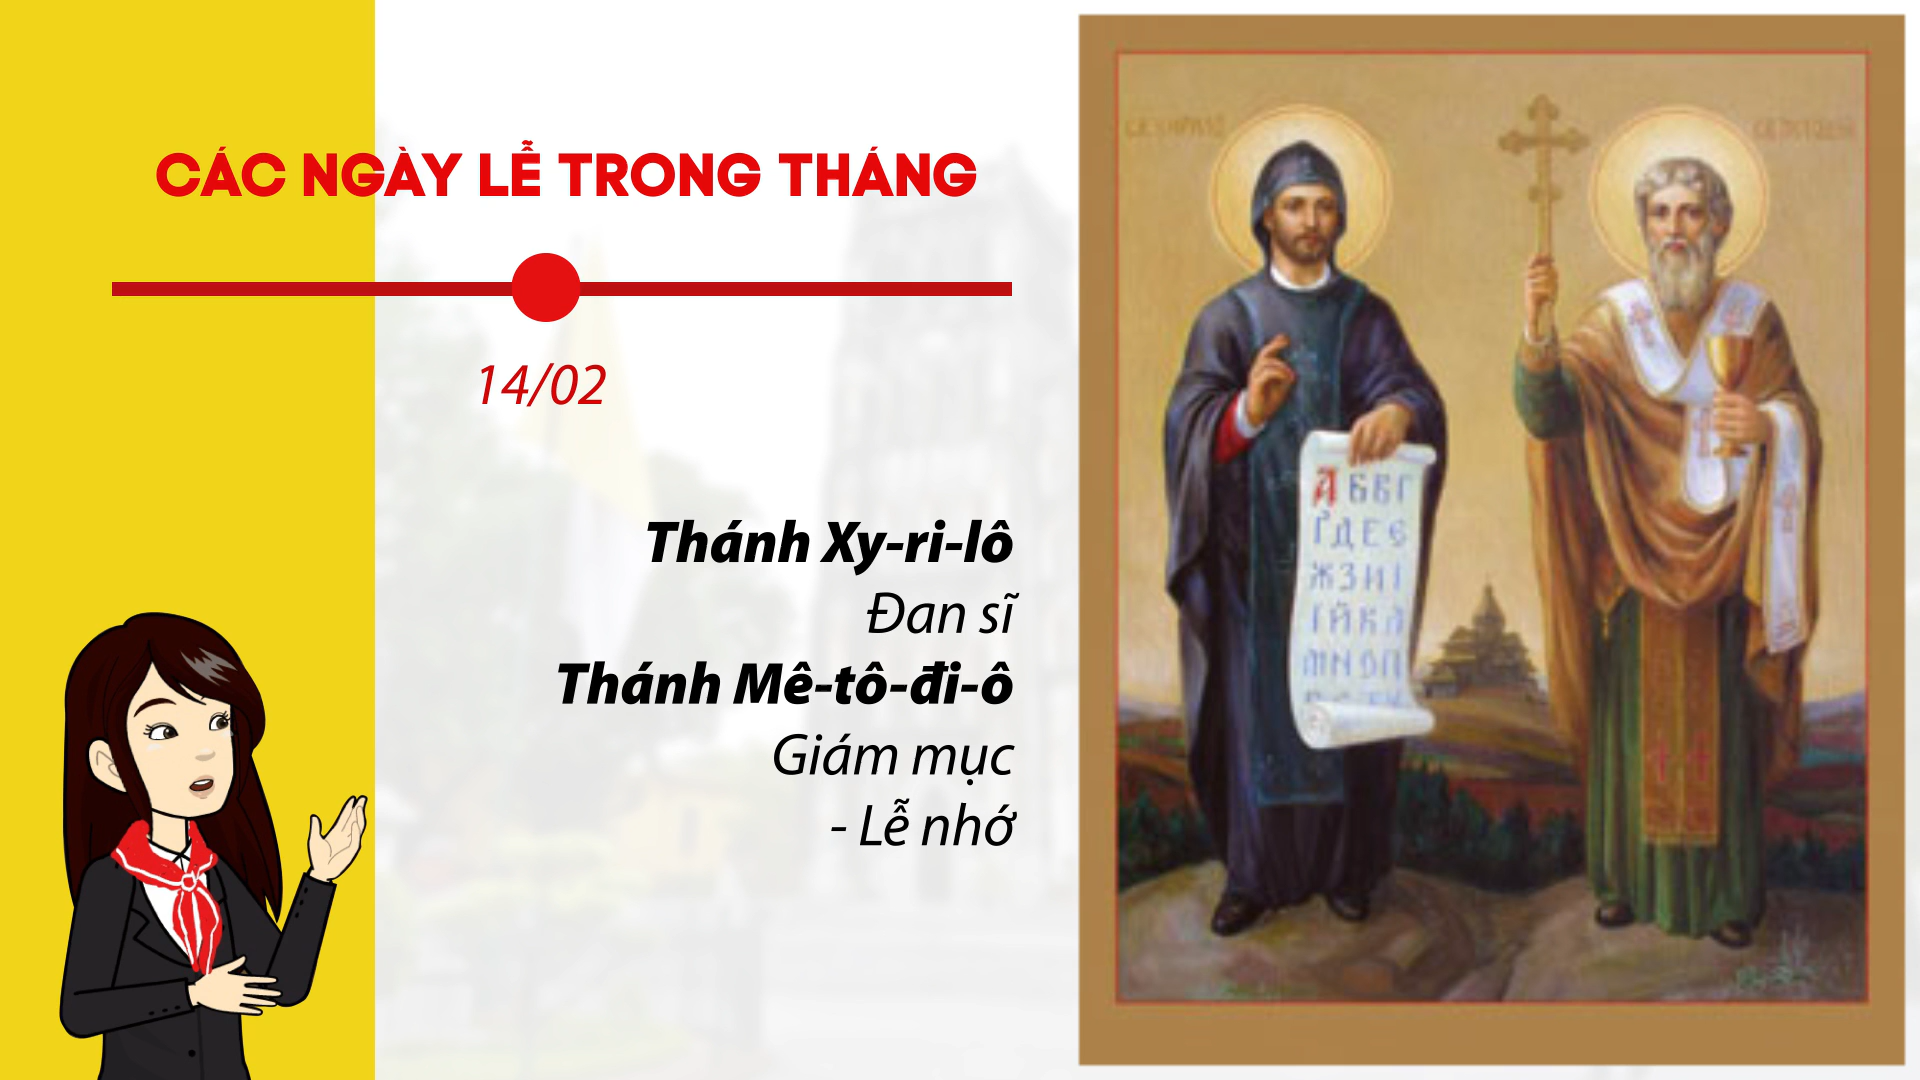 CÁC NGÀY LỄ TRONG THÁNG
14/02
Thánh Xy-ri-lô
Đan sĩ
Thánh Mê-tô-đi-ô
Giám mục
- Lễ nhớ
А Б В Г
Ґ Д Е Є
Ж З И І
Ї Й К Л
М Н О П